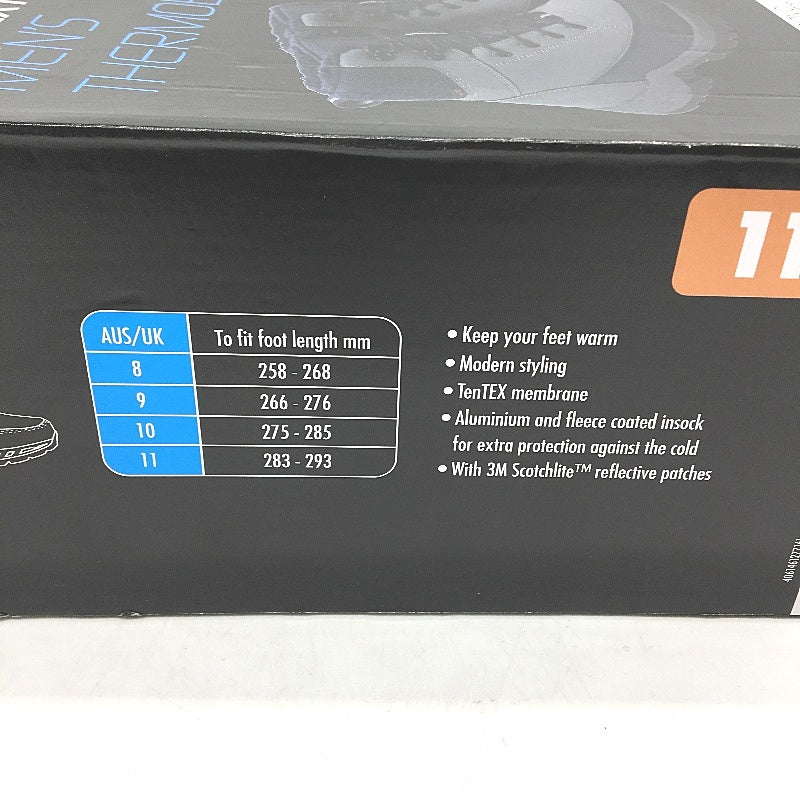 MEN'S
11
AUS/UK To fit foot length mm
8 258 - 268
9 266 - 276
10 275 - 285
11 283 - 293
• Keep your feet warm
• Modern styling
• TenTEX membrane
• Aluminium and fleece coated insock
for extra protection against the cold
• With 3M Scotchlite™ reflective patches